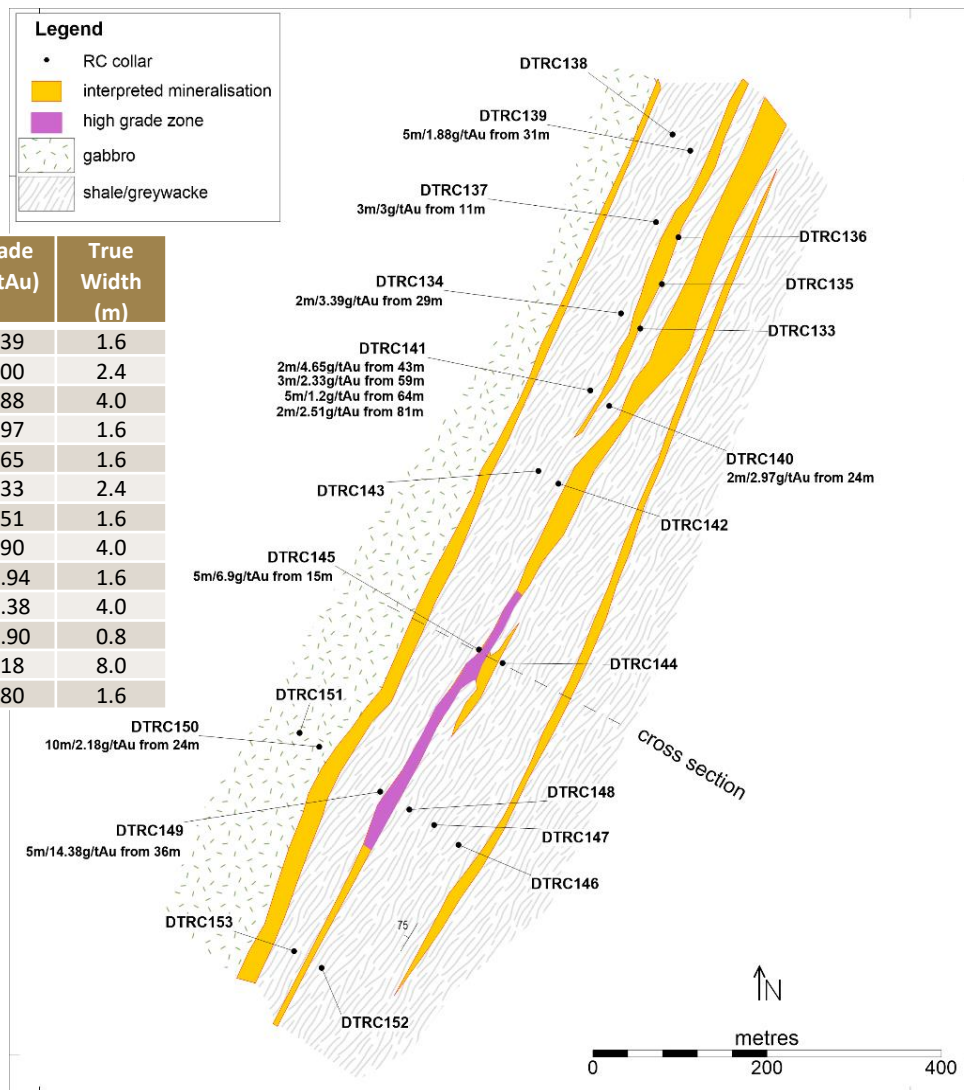 Legend
RC collar
interpreted mineralisation
high grade zone
gabbro
shale/greywacke
ade True
tAu) Width
(m)
39 1.6
00 2.4
88 4.0
97 1.6
65 1.6
33 2.4
51 1.6
90 4.0
.94 1.6
.38 4.0
.90 0.8
18 8.0
80 1.6
DTRC138
DTRC139
5m/1.88g/tAu from 31m
DTRC137
3m/3g/tAu from 11m
DTRC136
DTRC134
2m/3.39g/tAu from 29m
DTRC135
DTRC133
DTRC141
2m/4.65g/tAu from 43m
3m/2.33g/tAu from 59m
5m/1.2g/tAu from 64m
2m/2.51g/tAu from 81m
DTRC140
2m/2.97g/tAu from 24m
DTRC143
DTRC142
DTRC145
5m/6.9g/tAu from 15m
DTRC144
DTRC151
DTRC150
10m/2.18g/tAu from 24m
cross section
DTRC148
DTRC149
5m/14.38g/tAu from 36m
DTRC147
DTRC146
DTRC153
75
DTRC152
N
metres
0 200 400